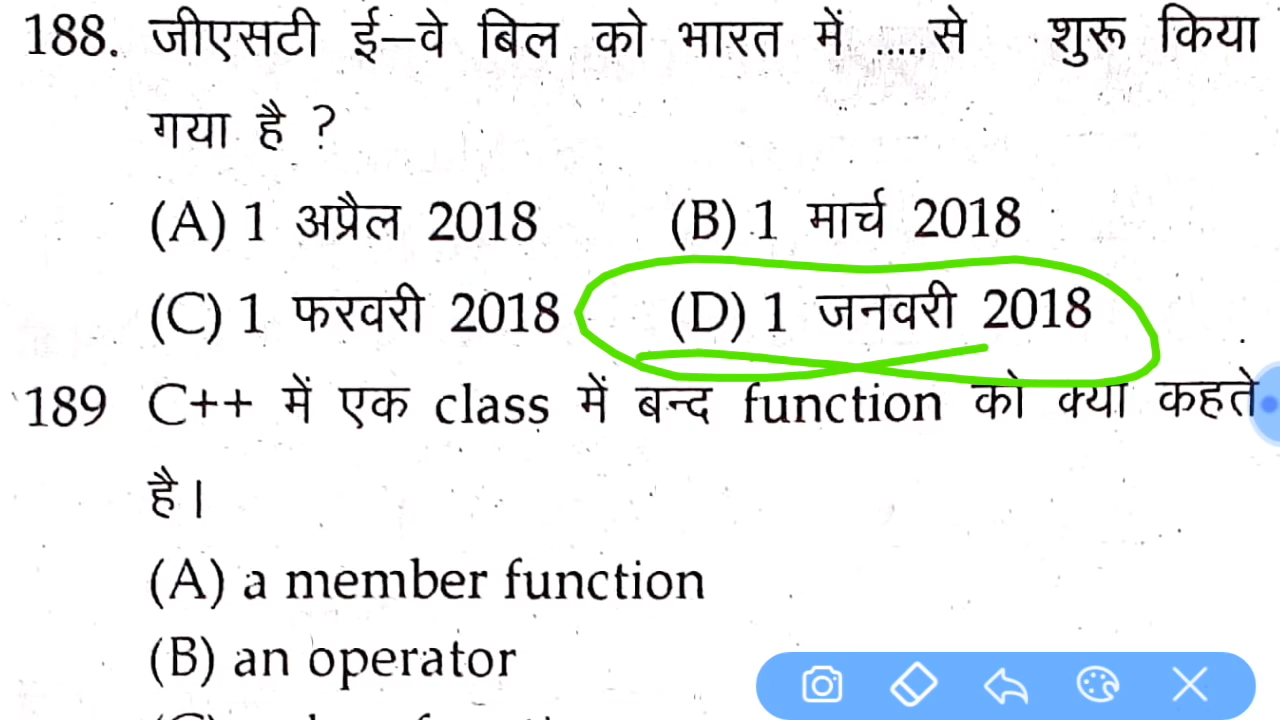 188. जीएसटी ई–वे बिल को भारत में .....से शुरू किया
गया है ?
(A) 1 अप्रैल 2018 (B) 1 मार्च 2018
(C) 1 फरवरी 2018 (D) 1 जनवरी 2018
189 C++ में एक class में बन्द function को क्या कहते
है।
(A) a member function
(B) an operator